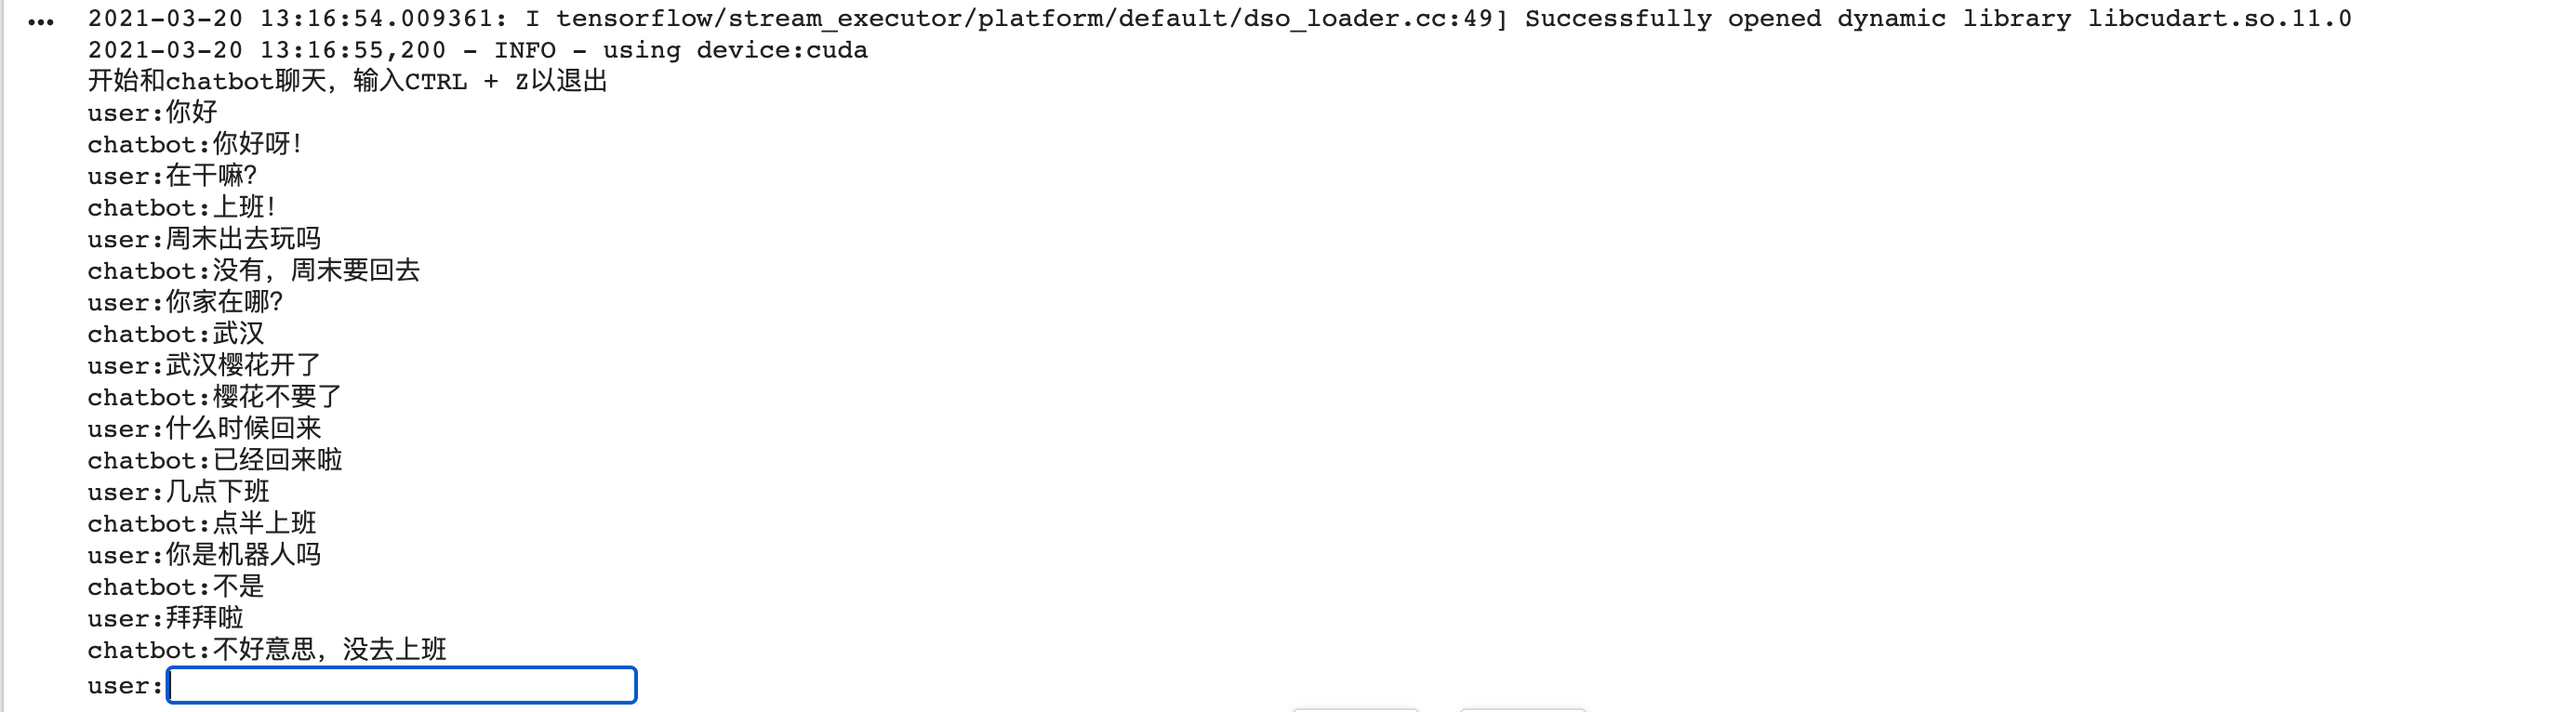 2021-03-20 13:16:54.009361: I tensorflow/stream_executor/platform/default/dso_loader.cc:49] Successfully opened dynamic library libcudart.so.11.0
2021-03-20 13:16:55,200 - INFO - using device:cuda
开始和chatbot聊天，输入CTRL + Z以退出
user:你好
chatbot:你好呀！
user:在干嘛？
chatbot:上班！
user:周末出去玩吗
chatbot:没有，周末要回去
user:你家在哪？
chatbot:武汉
user:武汉樱花开了
chatbot:樱花不要了
user:什么时候回来
chatbot:已经回来啦
user:几点下班
chatbot:点半上班
user:你是机器人吗
chatbot:不是
user:拜拜啦
chatbot:不好意思，没去上班
user: